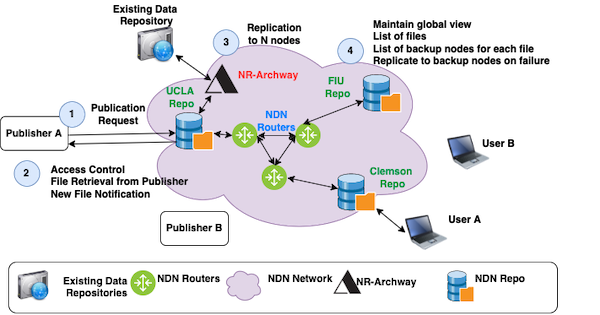 Existing Data
Repository
3
Replication
to N nodes
4
Maintain global view
List of files
List of backup nodes for each file
Replicate to backup nodes on failure
NR-Archway
UCLA
Repo
FIU
Repo
1
Publication
Request
NDN
Routers
Publisher A
User B
2
Access Control
File Retrieval from Publisher
New File Notification
Clemson
Repo
Publisher B
User A
Existing Data
Repositories
NDN Routers
NDN Network
NR-Archway
NDN Repo